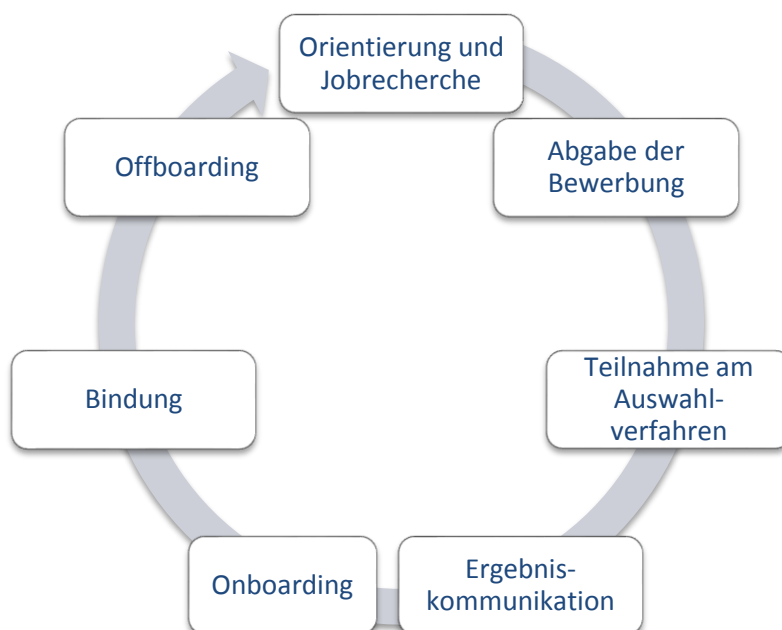 Orientierung und
Jobrecherche
Abgabe der
Bewerbung
Teilnahme am
Auswahl-
verfahren
Ergebnis-
kommunikation
Onboarding
Bindung
Offboarding